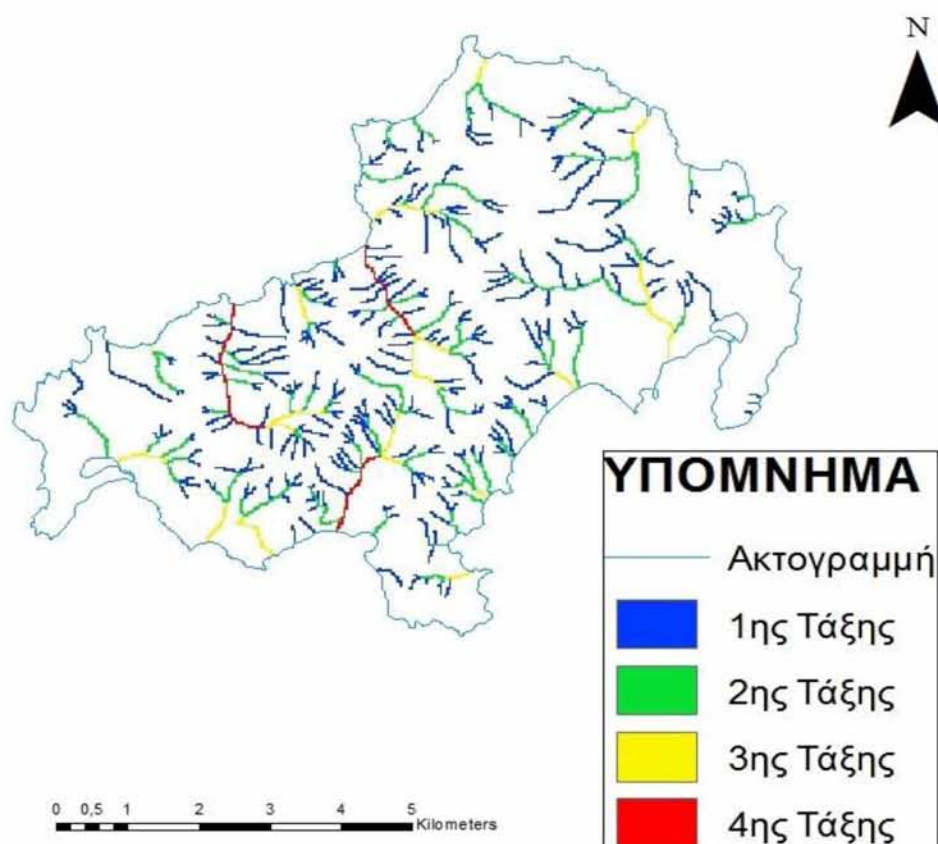 N
ΥΠΟΜΝΗΜΑ
Ακτογραμμή
1ης Τάξης
2ης Τάξης
3ης Τάξης
4ης Τάξης
0 0,5 1 2 3 4 5
Kilometers